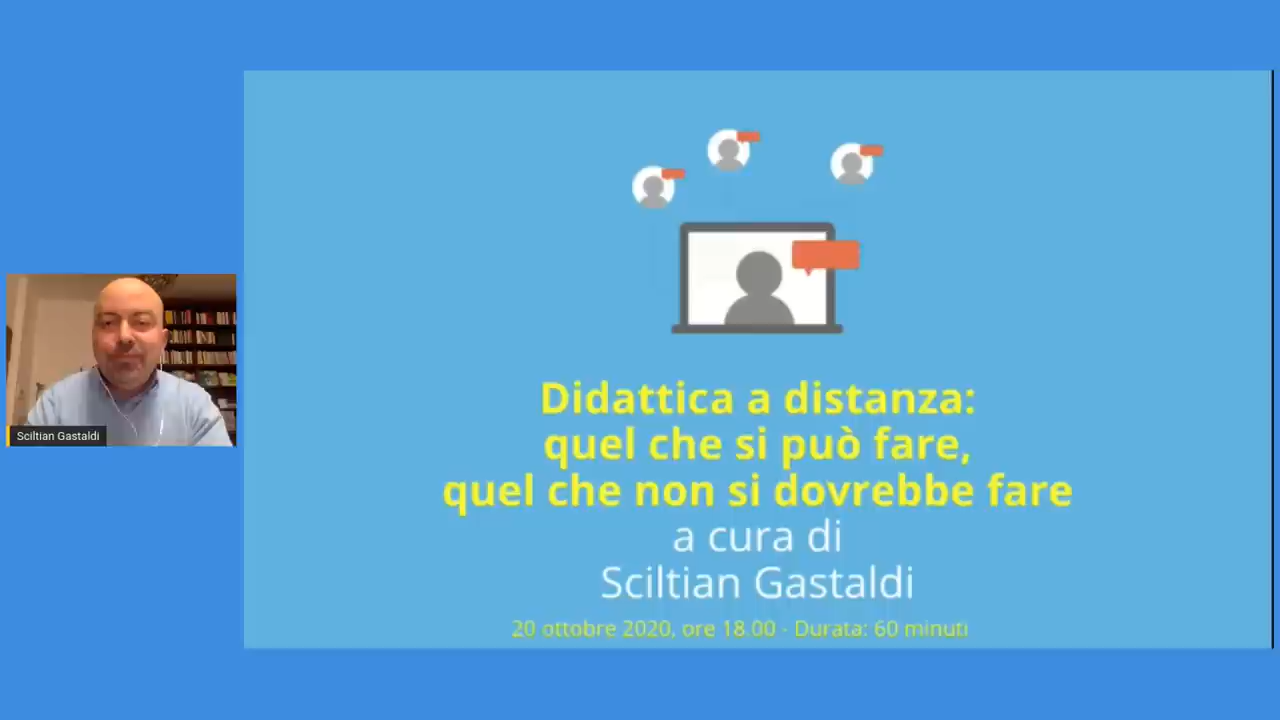 Didattica a distanza:
quel che si può fare,
quel che non si dovrebbe fare
a cura di
Sciltian Gastaldi
20 ottobre 2020, ore 18.00 - Durata: 60 minuti
Sciltian Gastaldi